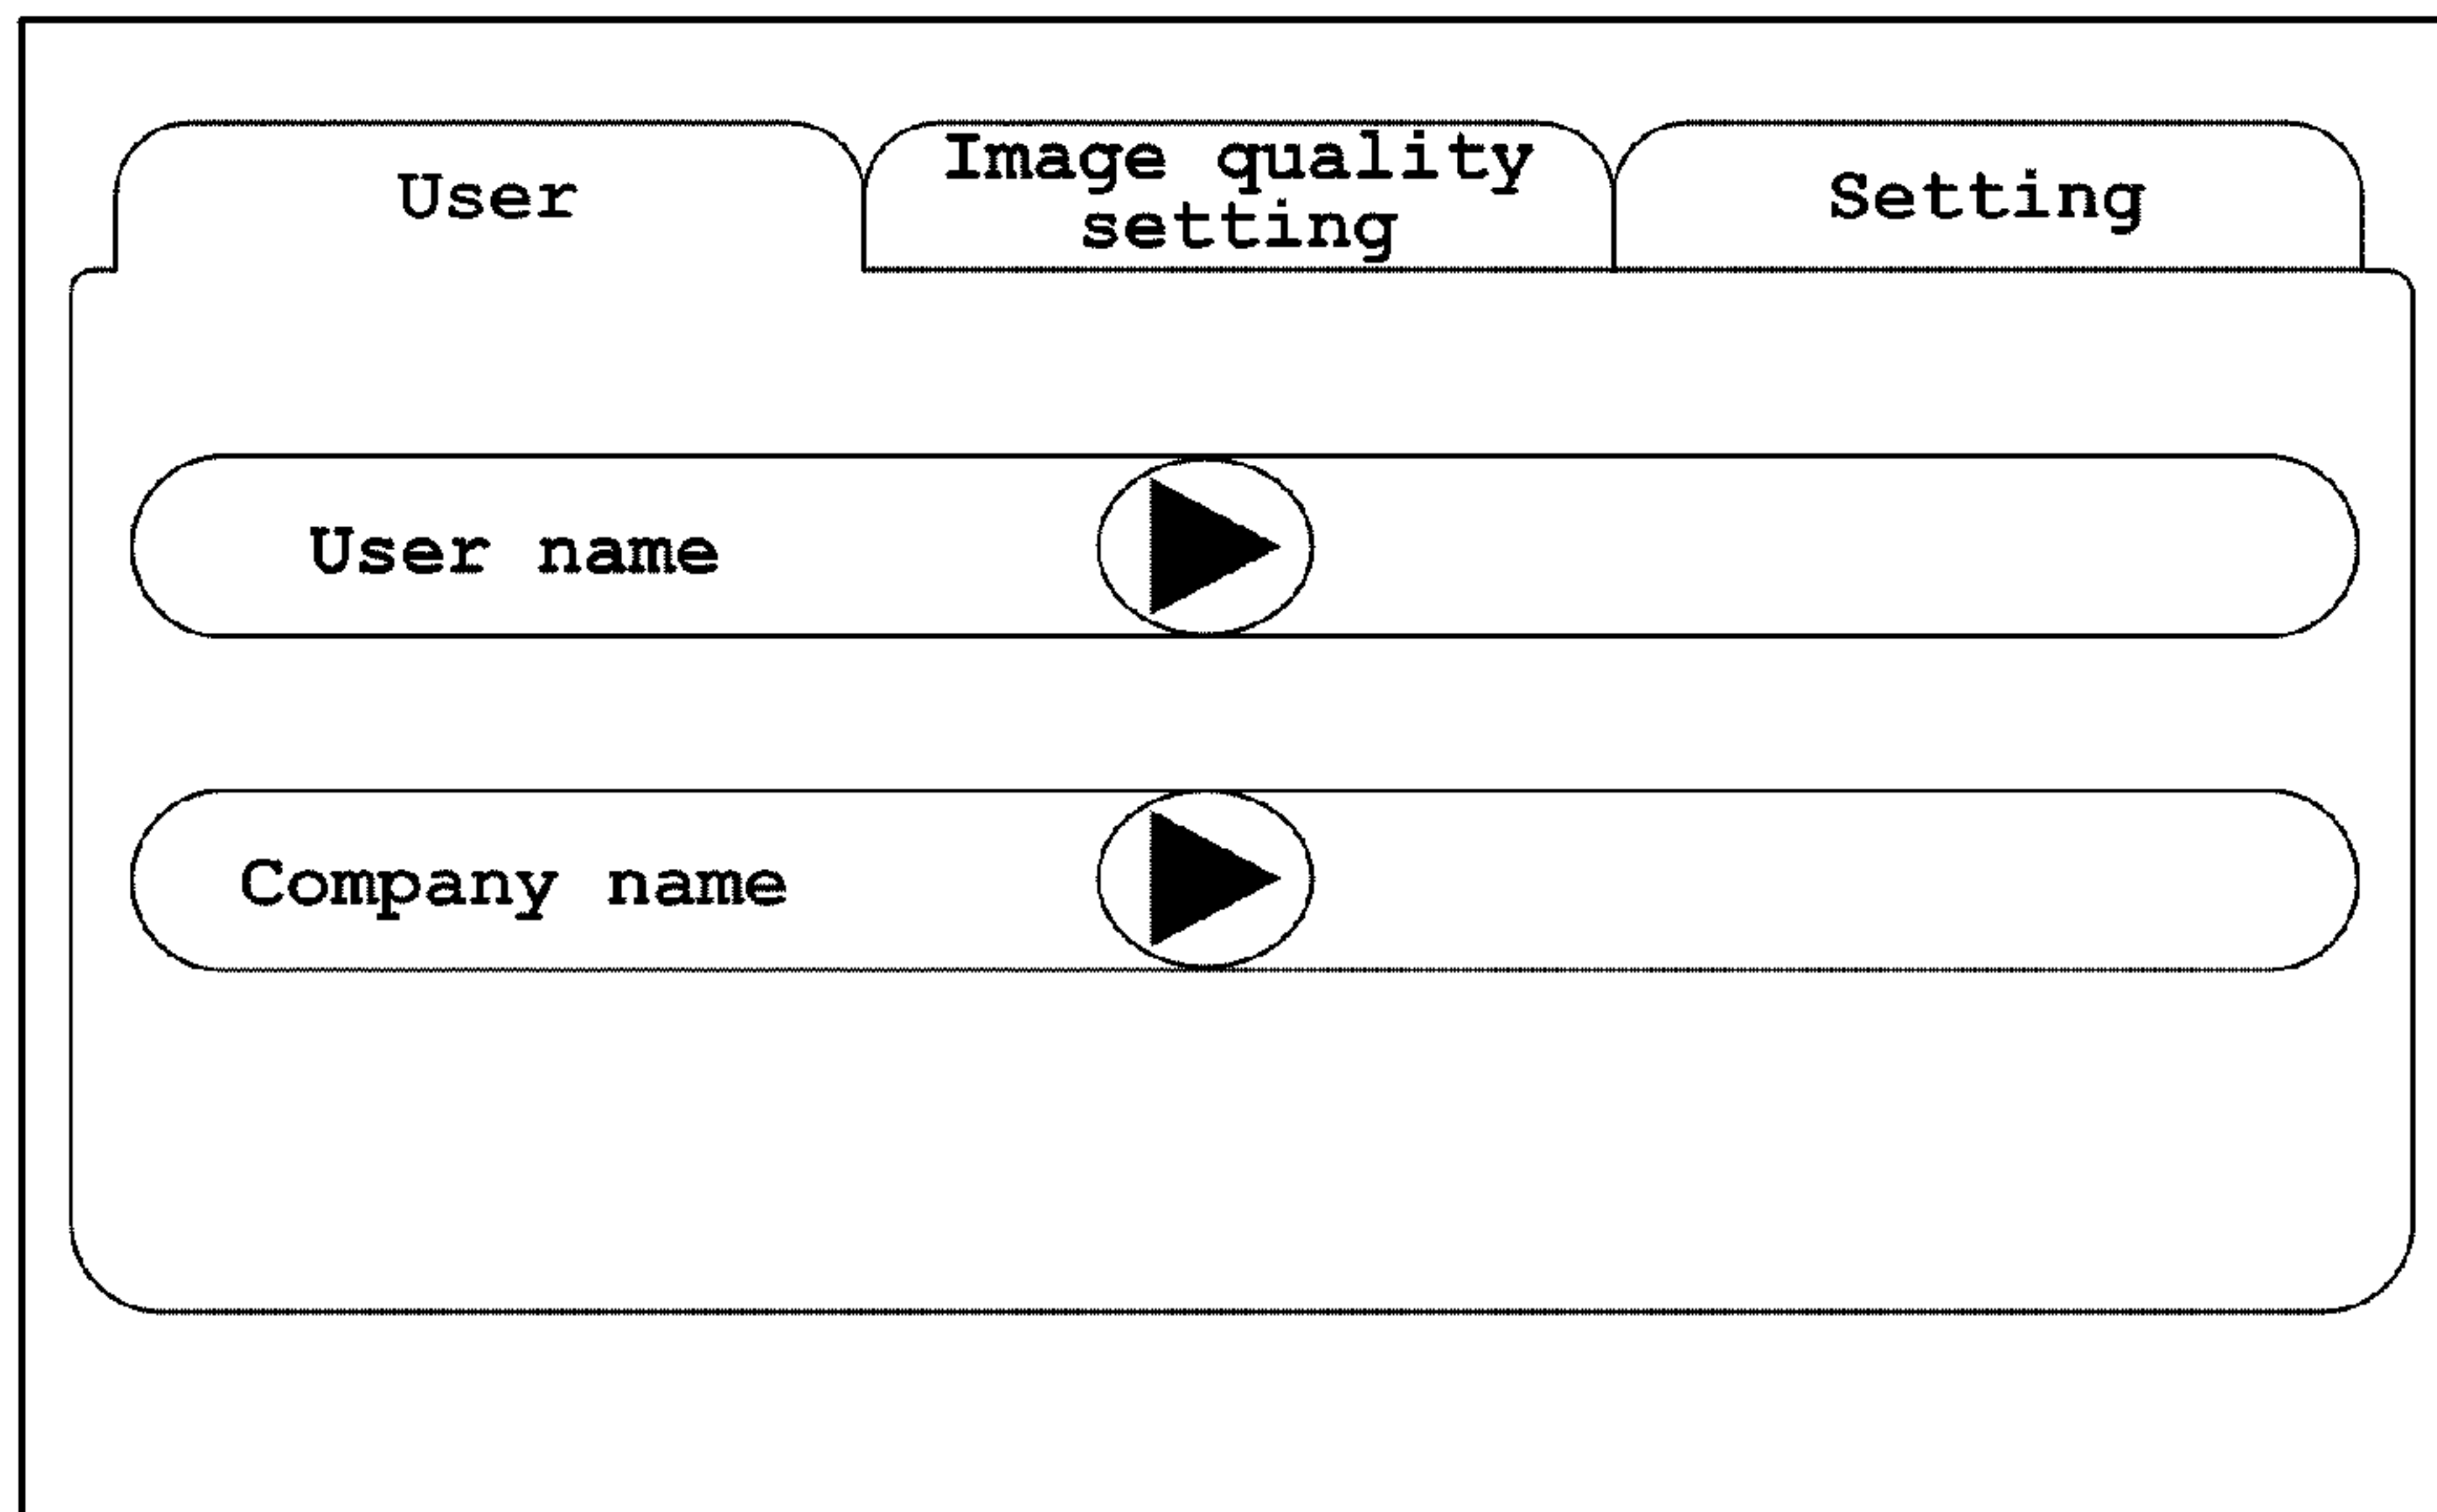 User
Image quality
setting
Setting
User name
Company name